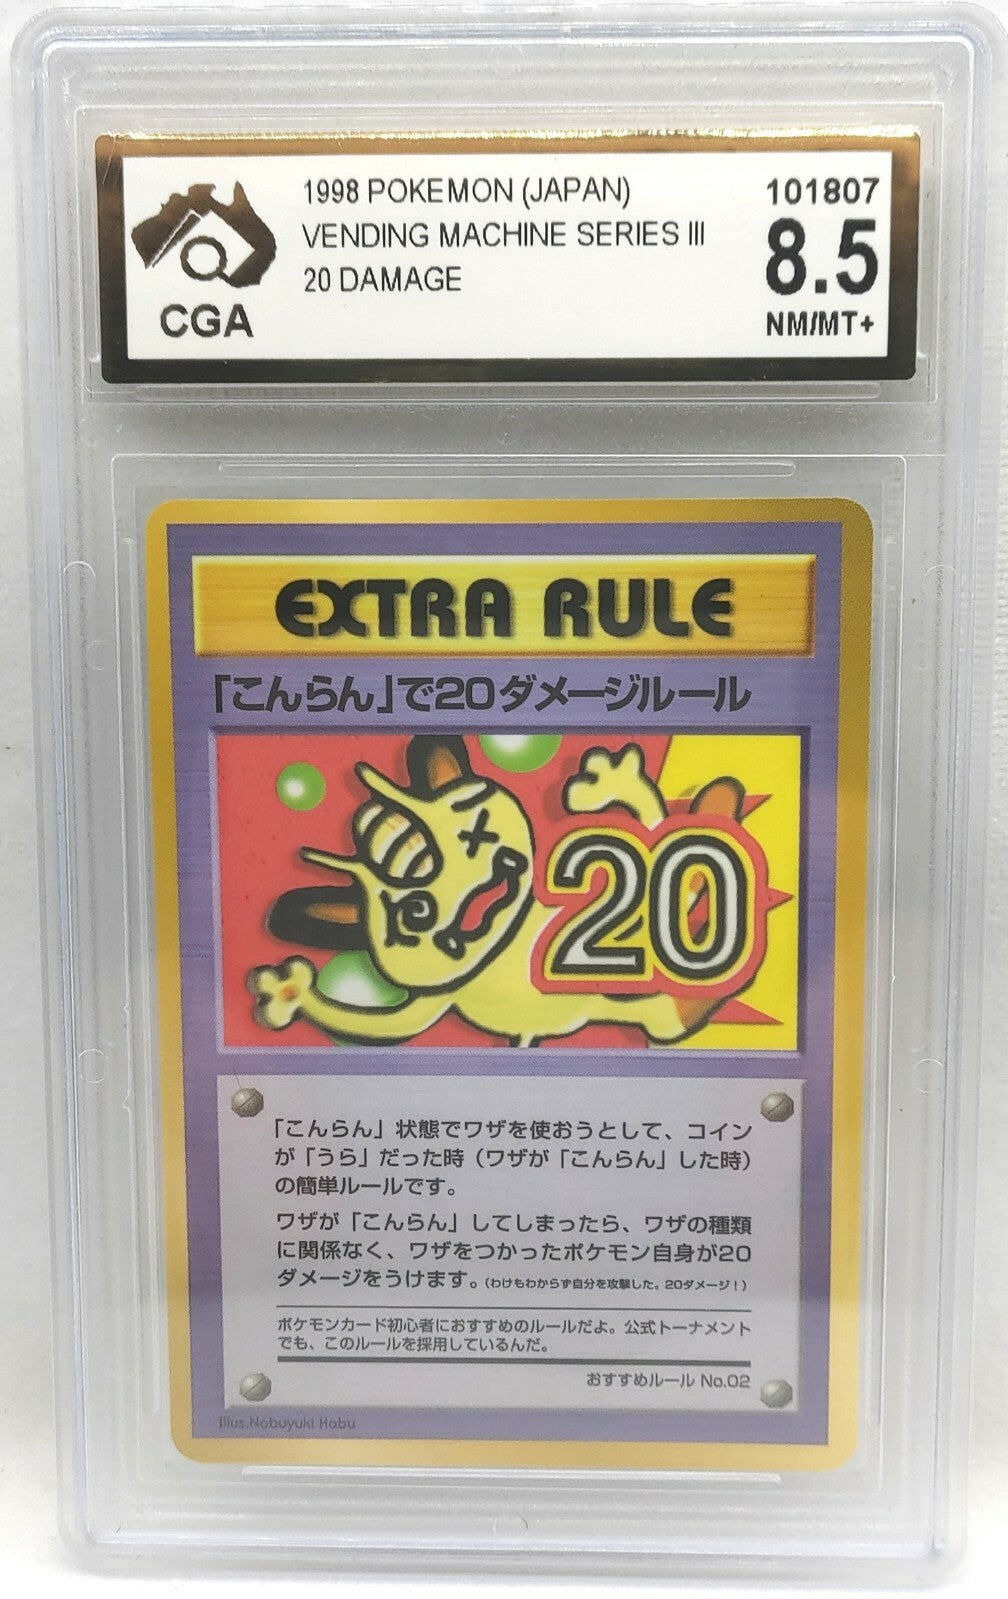 1998 POKEMON (JAPAN)
VENDING MACHINE SERIES III
20 DAMAGE
CGA
101807
8.5
NM/MT+
EXTRA RULE
「こんらん」で20ダメージルール
20
「こんらん」状態でワザを使おうとして、コイン
が「うら」だった時（ワザが「こんらん」した時）
の簡単ルールです。
ワザが「こんらん」してしまったら、ワザの種類
に関係なく、ワザをつかったポケモン自身が20
ダメージをうけます。（わけもわからず自分を攻撃した。20ダメージ！）
ポケモンカード初心者におすすめのルールだよ。公式トーナメント
でも、このルールを採用しているんだ。
おすすめルール No.02
Illus.Nobuyuki Habu